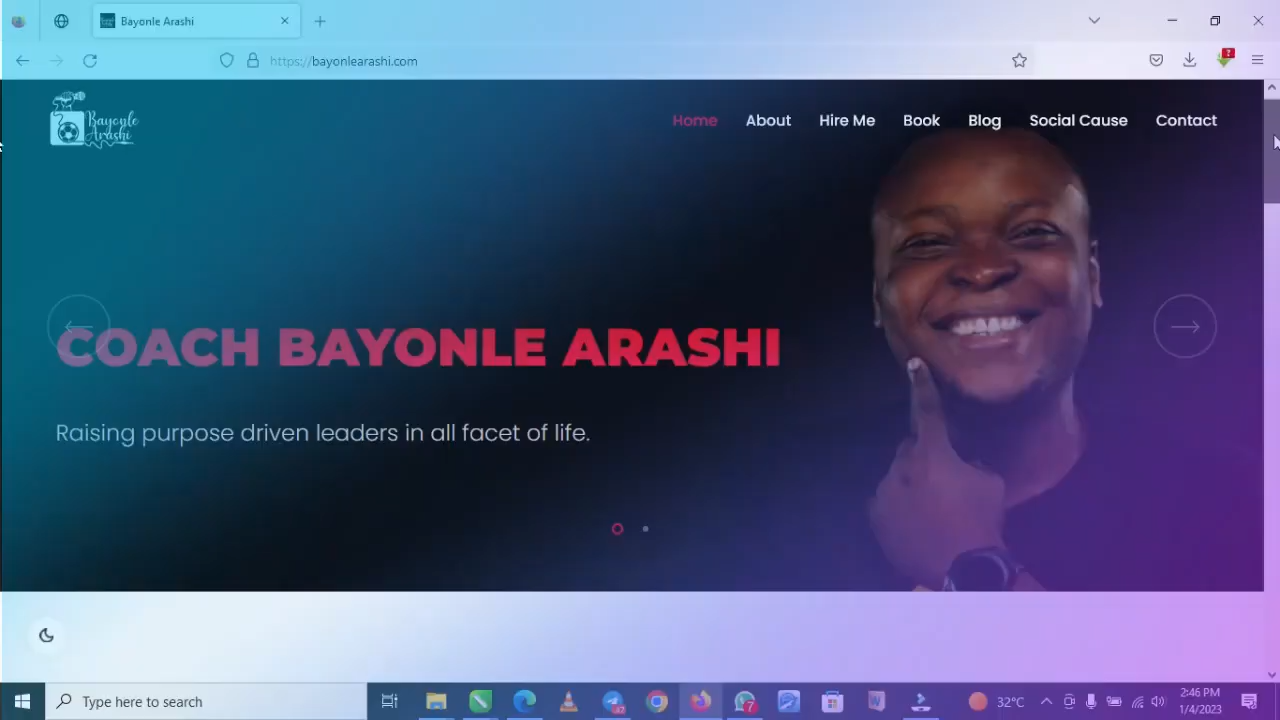 Bayonle Arashi
https://bayonlearashi.com
Bayonle
Arashi
Home About Hire Me Book Blog Social Cause Contact
COACH BAYONLE ARASHI
Raising purpose driven leaders in all facet of life.
Type here to search
32°C
2:46 PM
1/4/2023